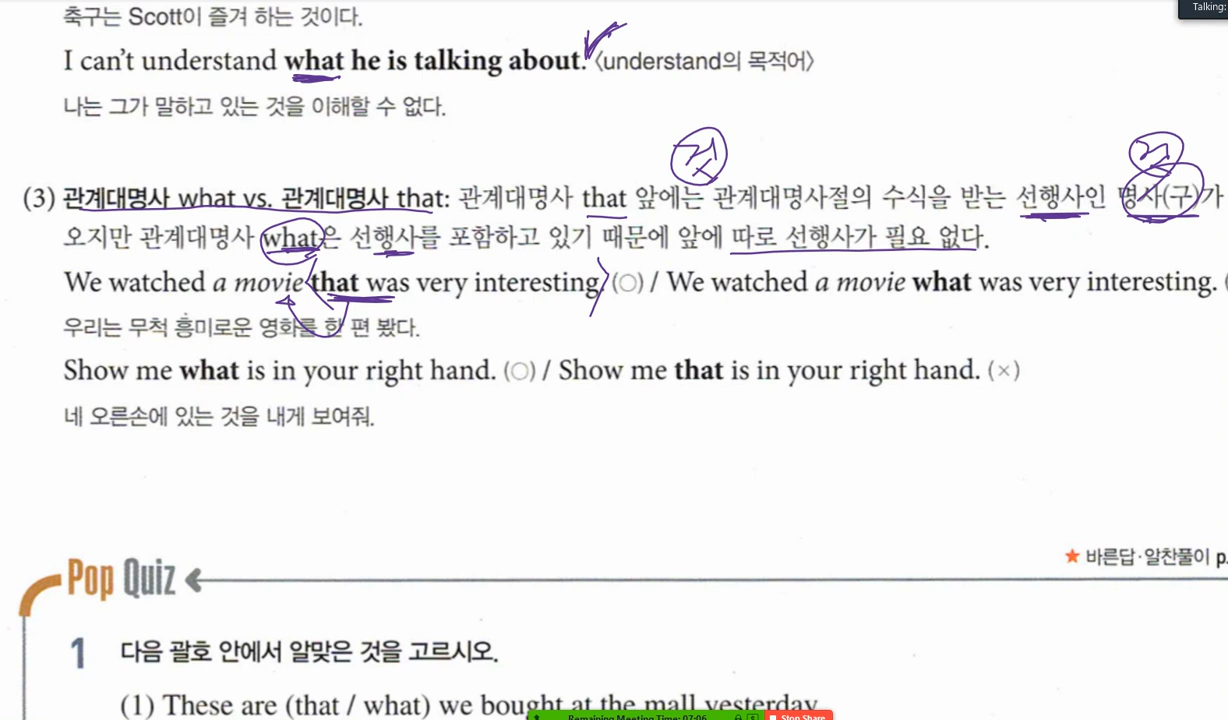 축구는 Scott이 즐겨 하는 것이다.
Talking:
I can't understand what he is talking about. 〈understand의 목적어〉
나는 그가 말하고 있는 것을 이해할 수 없다.
것
것
(3) 관계대명사 what vs. 관계대명사 that: 관계대명사 that 앞에는 관계대명사절의 수식을 받는 선행사인 명사(구)가
오지만 관계대명사 what은 선행사를 포함하고 있기 때문에 앞에 따로 선행사가 필요 없다.
We watched a movie that was very interesting. (○) / We watched a movie what was very interesting. (
우리는 무척 흥미로운 영화를 한 편 봤다.
Show me what is in your right hand. (○) / Show me that is in your right hand. (×)
네 오른손에 있는 것을 내게 보여줘.
★ 바른답·알찬풀이 p.
Pop Quiz
1 다음 괄호 안에서 알맞은 것을 고르시오.
(1) These are (that / what) we bought at the mall yesterday.
Remaining Meeting Time: 07:06 Stop Share